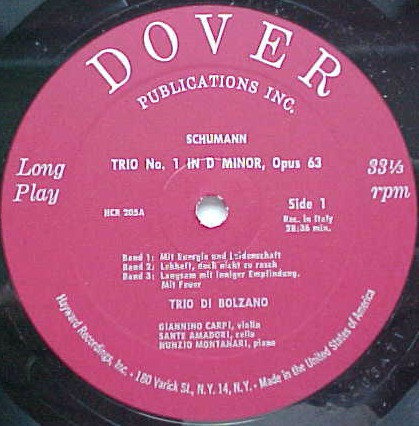 DOVER
PUBLICATIONS INC.
SCHUMANN
TRIO No. 1 IN D MINOR, Opus 63
Long
Play
33⅓
rpm
HCR 205A
Side 1
Rec. in Italy
28:36 min.
Band 1: Mit Energie und Leidenschaft
Band 2: Lebhaft, doch nicht zu rasch
Band 3: Langsam mit inniger Empfindung.
Mit Feuer
TRIO DI BOLZANO
GIANNINO CARPI, violin
SANTE AMADORI, cello
NUNZIO MONTANARI, piano
Hayward Recordings, Inc. • 180 Varick St., N.Y. 14, N.Y. • Made in the United States of America